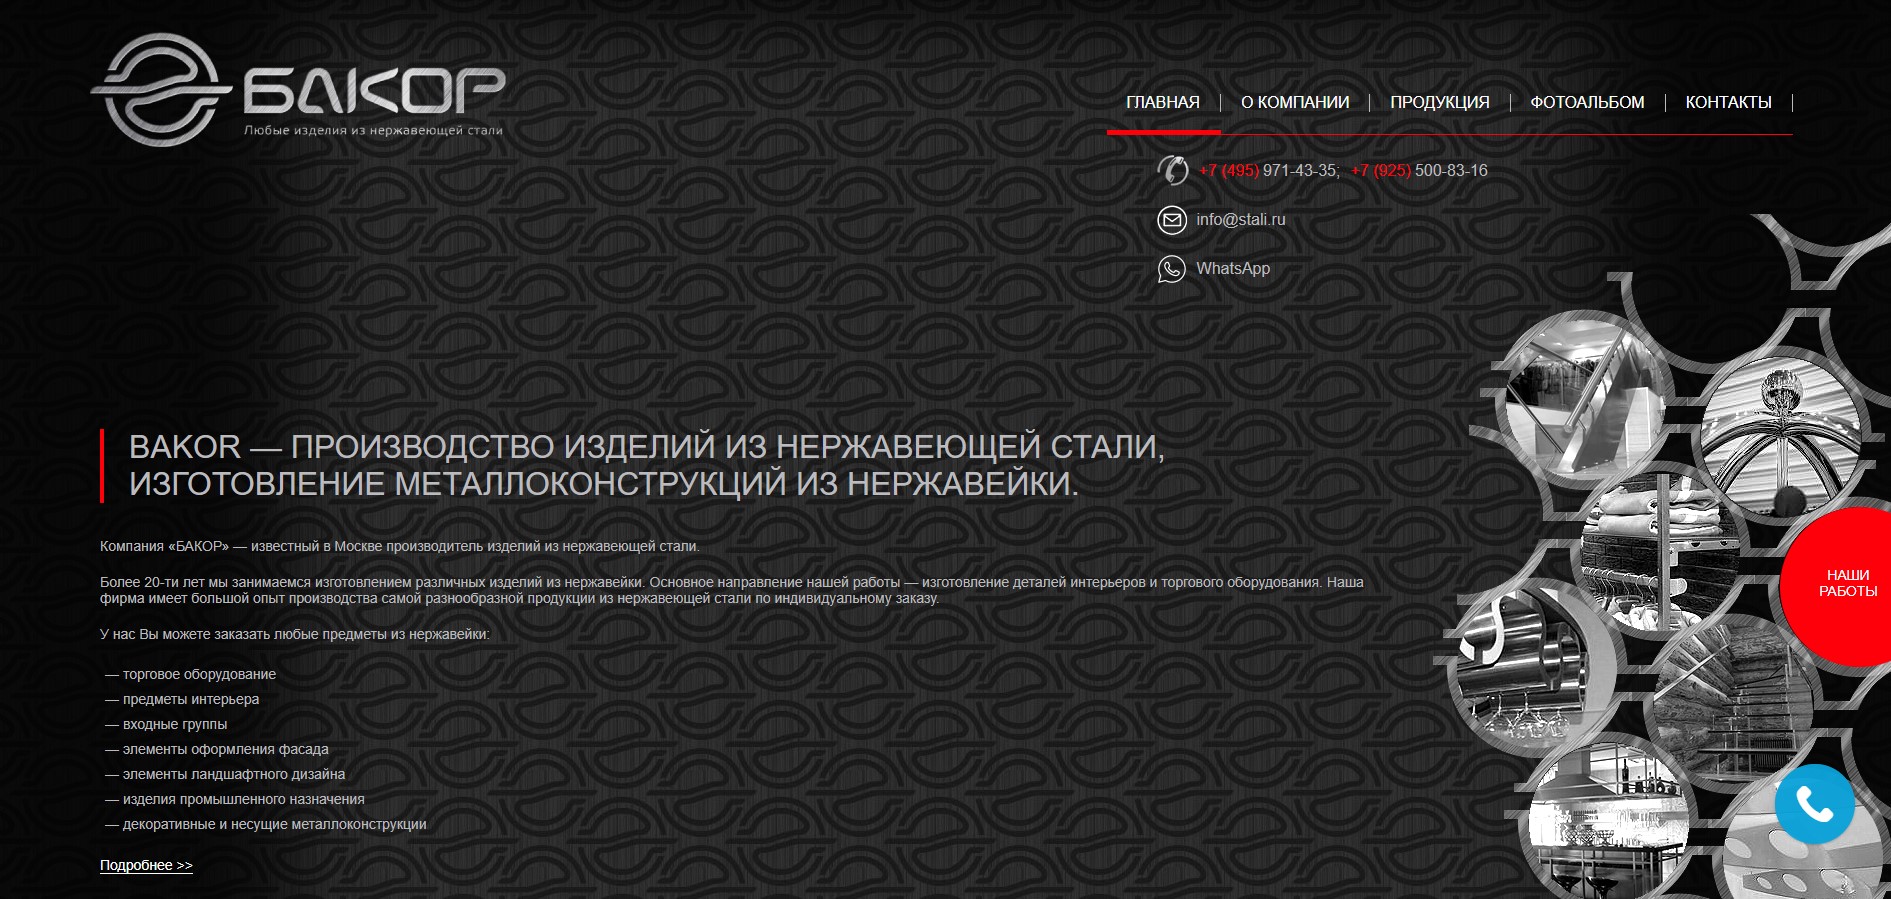 БАКОР
Любые изделия из нержавеющей стали
ГЛАВНАЯ
О КОМПАНИИ
ПРОДУКЦИЯ
ФОТОАЛЬБОМ
КОНТАКТЫ
+7 (495) 971-43-35; +7 (925) 500-83-16
info@stali.ru
WhatsApp
BAKOR — ПРОИЗВОДСТВО ИЗДЕЛИЙ ИЗ НЕРЖАВЕЮЩЕЙ СТАЛИ,
ИЗГОТОВЛЕНИЕ МЕТАЛЛОКОНСТРУКЦИЙ ИЗ НЕРЖАВЕЙКИ.
Компания «БАКОР» — известный в Москве производитель изделий из нержавеющей стали.
Более 20-ти лет мы занимаемся изготовлением различных изделий из нержавейки. Основное направление нашей работы — изготовление деталей интерьеров и торгового оборудования. Наша
фирма имеет большой опыт производства самой разнообразной продукции из нержавеющей стали по индивидуальному заказу.
У нас Вы можете заказать любые предметы из нержавейки:
— торговое оборудование
— предметы интерьера
— входные группы
— элементы оформления фасада
— элементы ландшафтного дизайна
— изделия промышленного назначения
— декоративные и несущие металлоконструкции
Подробнее >>
НАШИ
РАБОТЫ